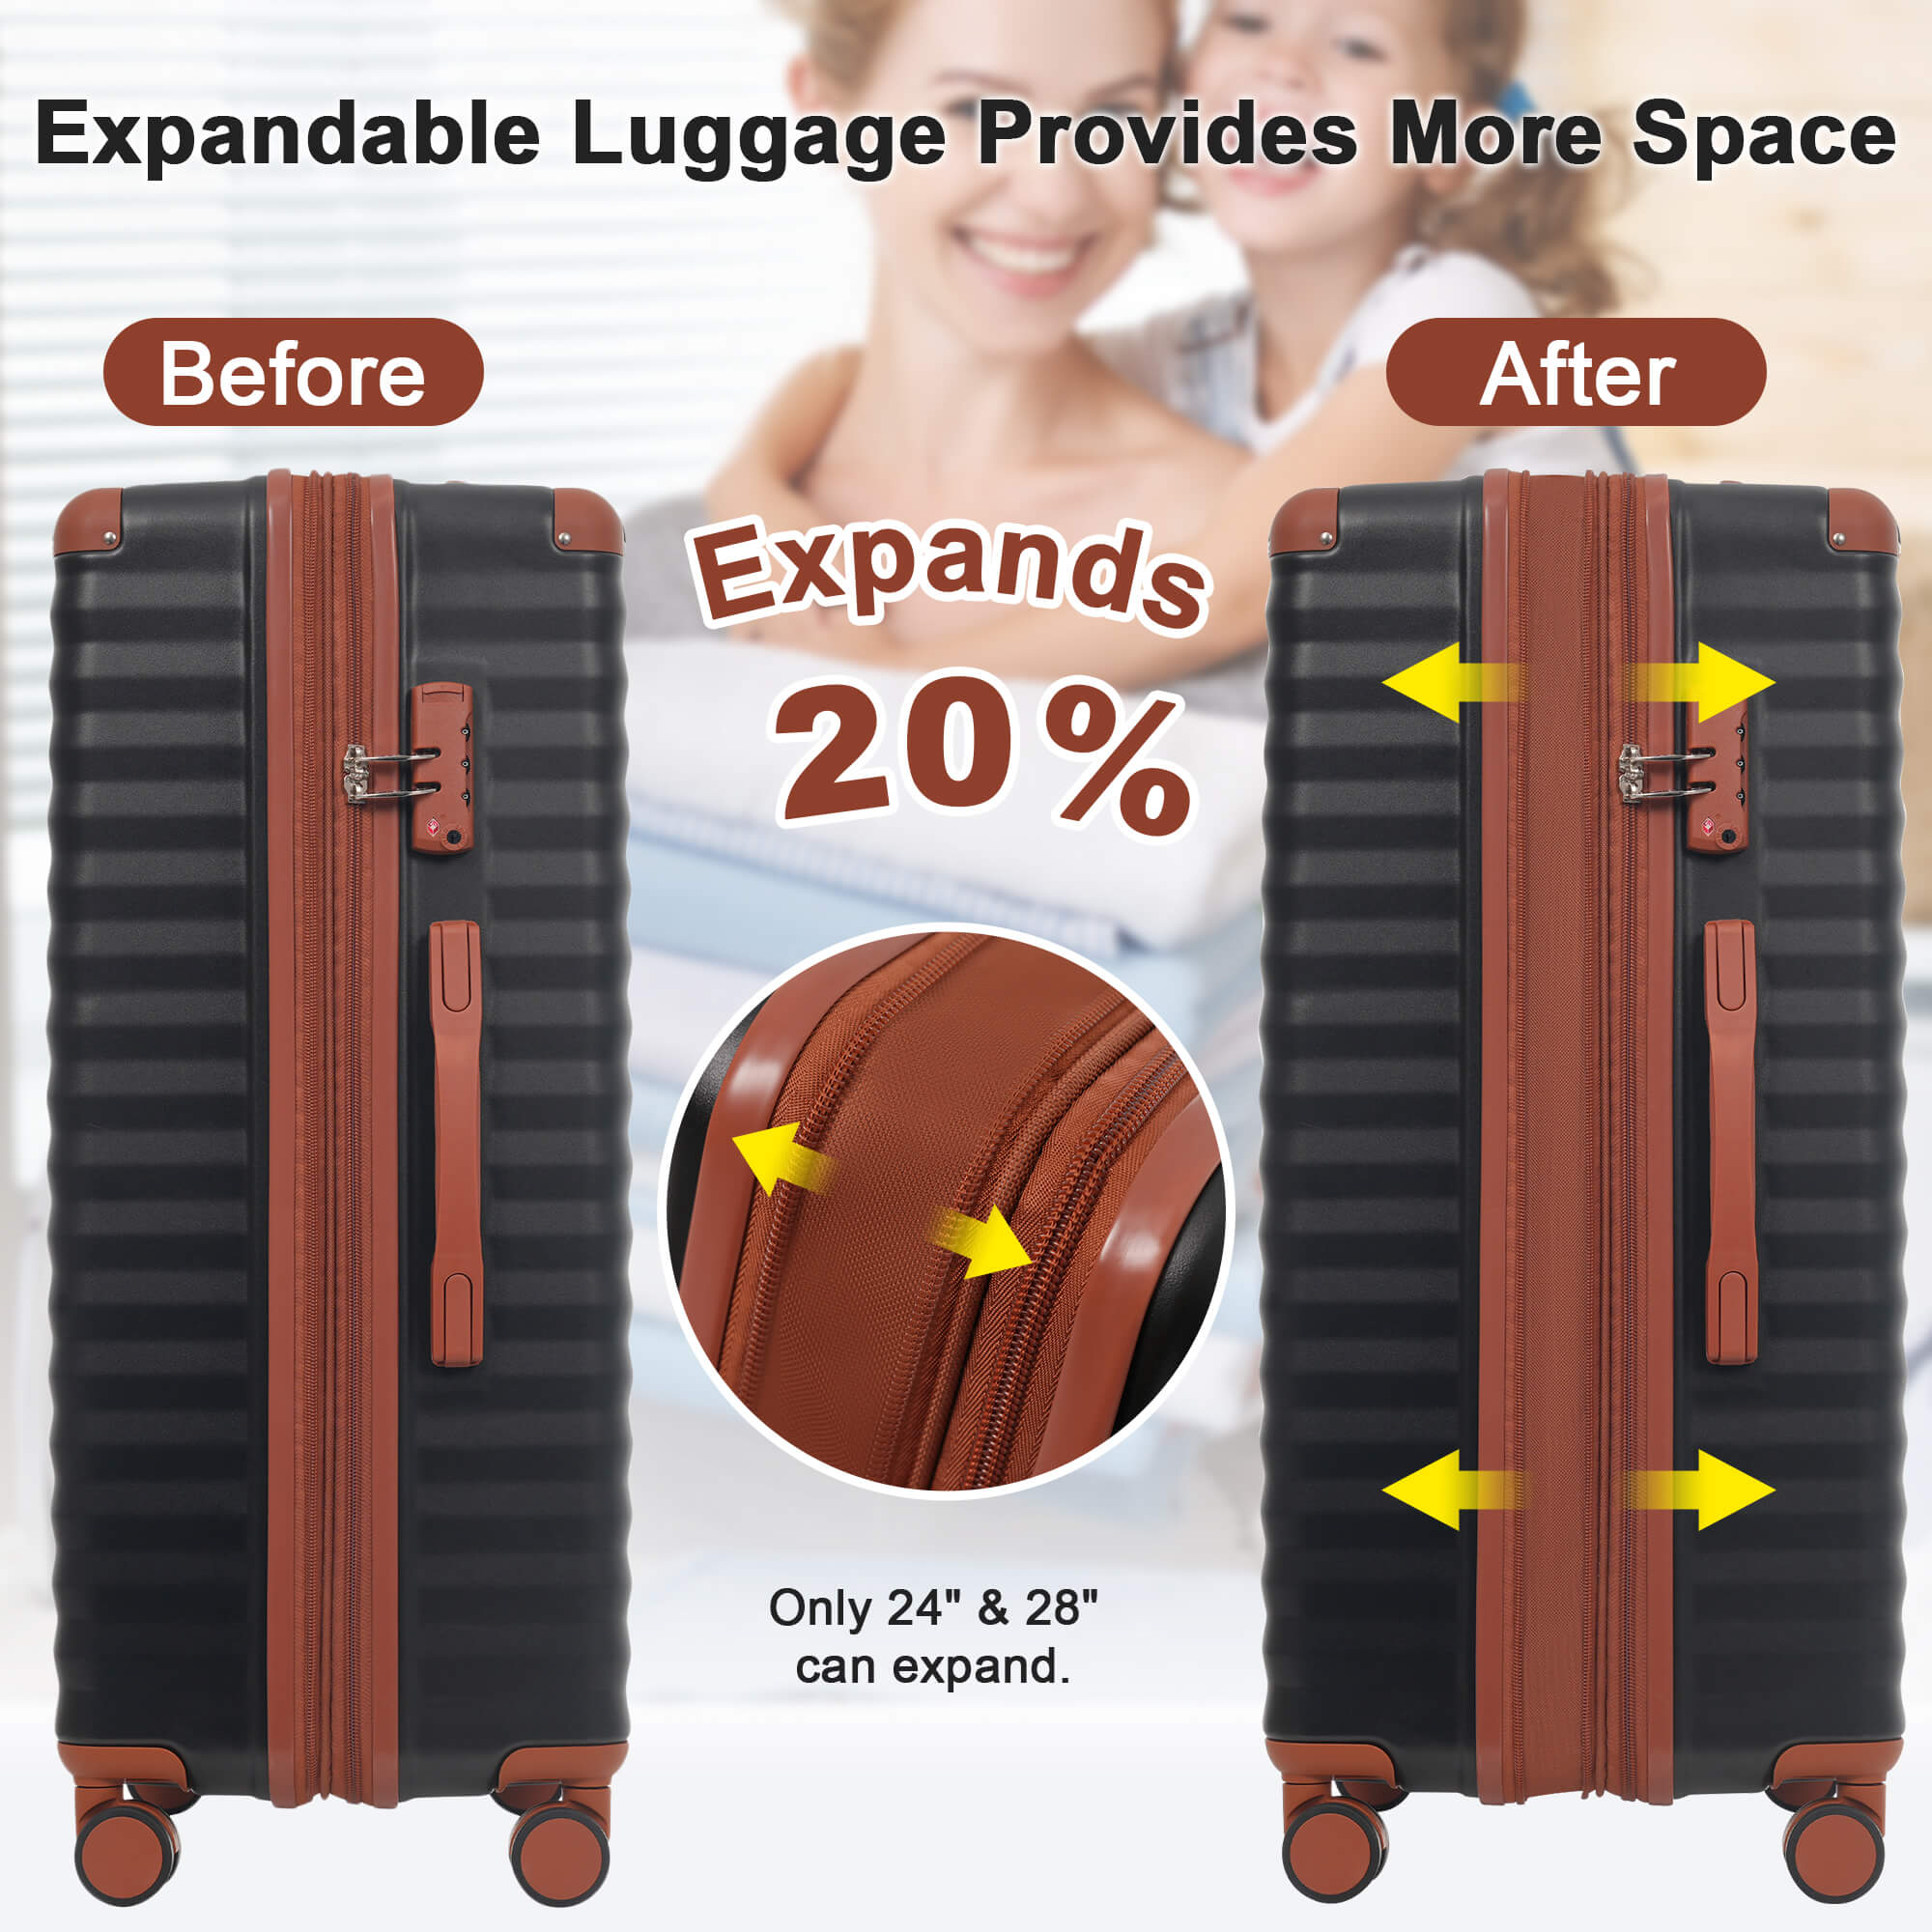 Expandable Luggage Provides More Space
Before
After
Expands
20%
Only 24" & 28"
can expand.